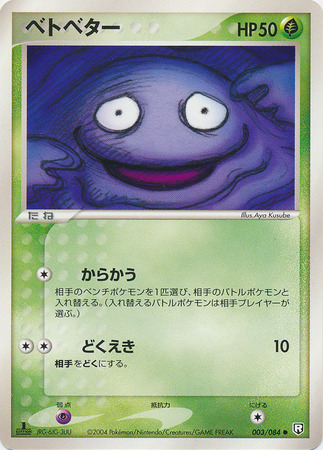 ベトベター HP50
たね Illus.Aya Kusube
からかう
相手のベンチポケモンを1匹選び、相手のバトルポケモンと
入れ替える。(入れ替えるバトルポケモンは相手プレイヤーが
選ぶ。)
どくえき 10
相手をどくにする。
弱点 抵抗力 にげる
1 EDITION JRG-6JG-3UU ©2004 Pokémon/Nintendo/Creatures/GAME FREAK 003/084 ● R